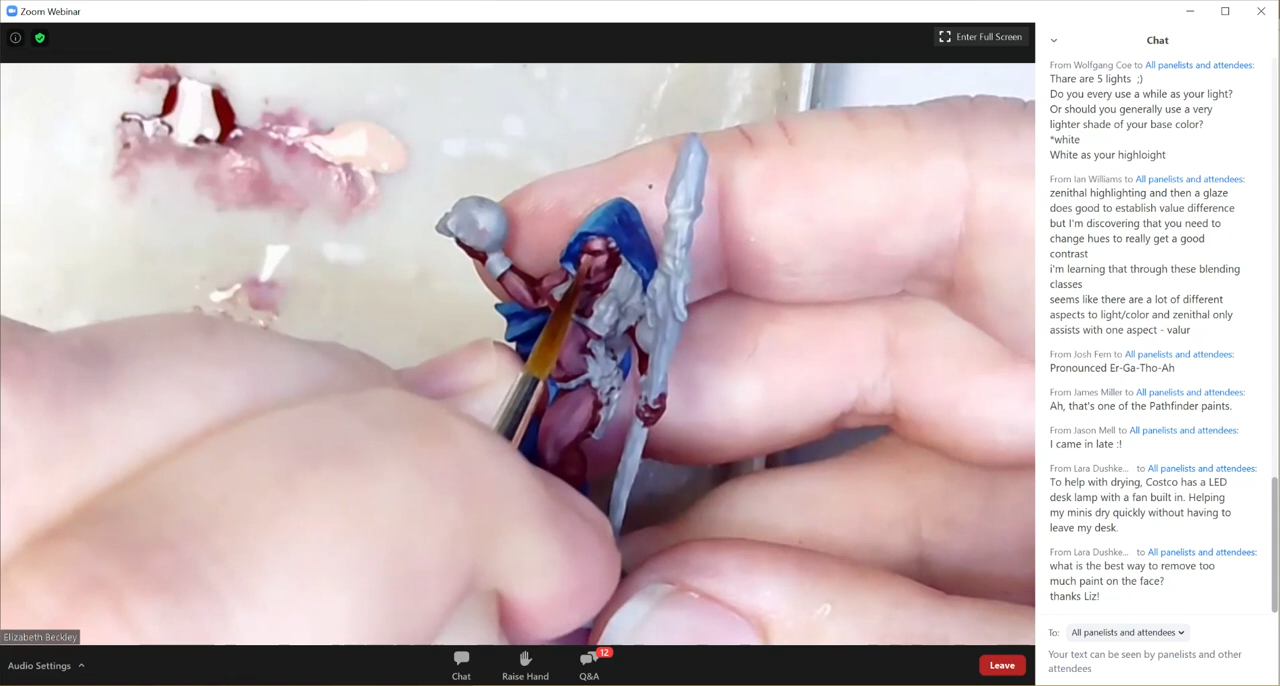 Zoom Webinar
Enter Full Screen
Chat
From Wolfgang Coe to All panelists and attendees:
Thare are 5 lights ;)
Do you every use a while as your light?
Or should you generally use a very
lighter shade of your base color?
*white
White as your highloight
From Ian Williams to All panelists and attendees:
zenithal highlighting and then a glaze
does good to establish value difference
but I'm discovering that you need to
change hues to really get a good
contrast
i'm learning that through these blending
classes
seems like there are a lot of different
aspects to light/color and zenithal only
assists with one aspect - valur
From Josh Fern to All panelists and attendees:
Pronounced Er-Ga-Tho-Ah
From James Miller to All panelists and attendees:
Ah, that's one of the Pathfinder paints.
From Jason Mell to All panelists and attendees:
I came in late :!
From Lara Dushke... to All panelists and attendees:
To help with drying, Costco has a LED
desk lamp with a fan built in. Helping
my minis dry quickly without having to
leave my desk.
From Lara Dushke... to All panelists and attendees:
what is the best way to remove too
much paint on the face?
thanks Liz!
To: All panelists and attendees
Your text can be seen by panelists and other
attendees
Elizabeth Beckley
Audio Settings
Chat
Raise Hand
Q&A
12
Leave